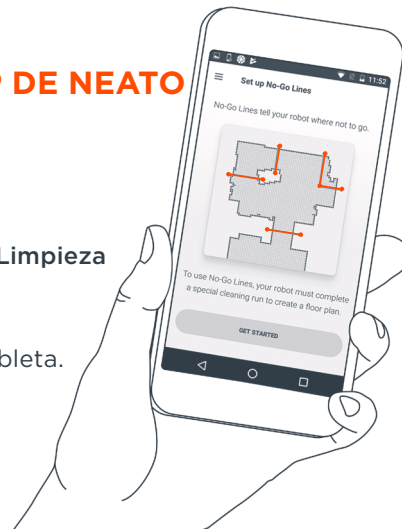 DE NEATO
11:52
Set up No-Go Lines
No-Go Lines tell your robot where not to go.
Limpieza
To use No-Go Lines, your robot must complete
a special cleaning run to create a floor plan.
bleta.
GET STARTED